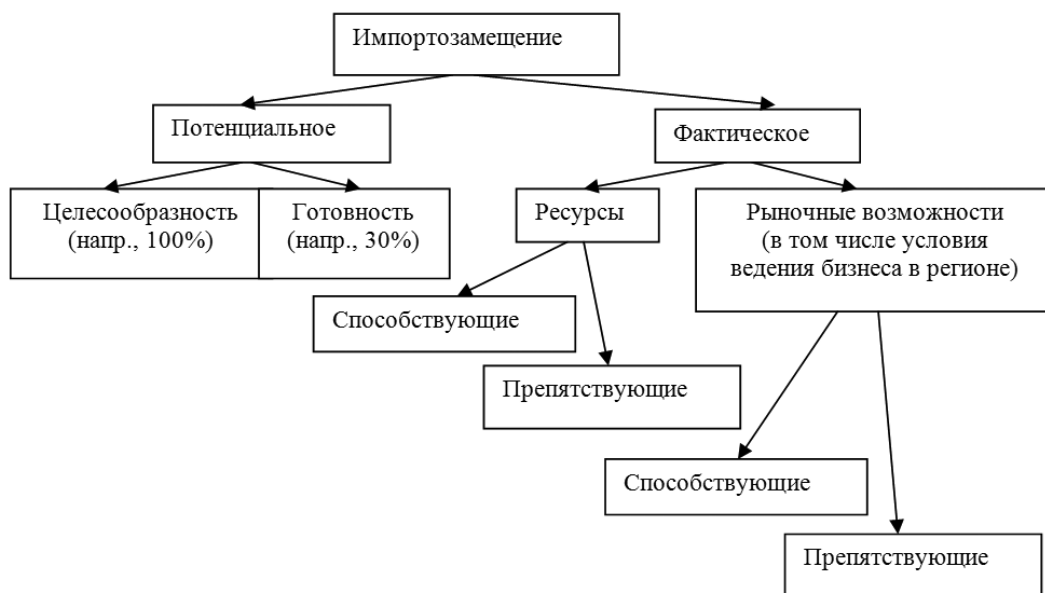 Импортозамещение
Потенциальное
Фактическое
Целесообразность
(напр., 100%)
Готовность
(напр., 30%)
Ресурсы
Рыночные возможности
(в том числе условия
ведения бизнеса в регионе)
Способствующие
Препятствующие
Способствующие
Препятствующие